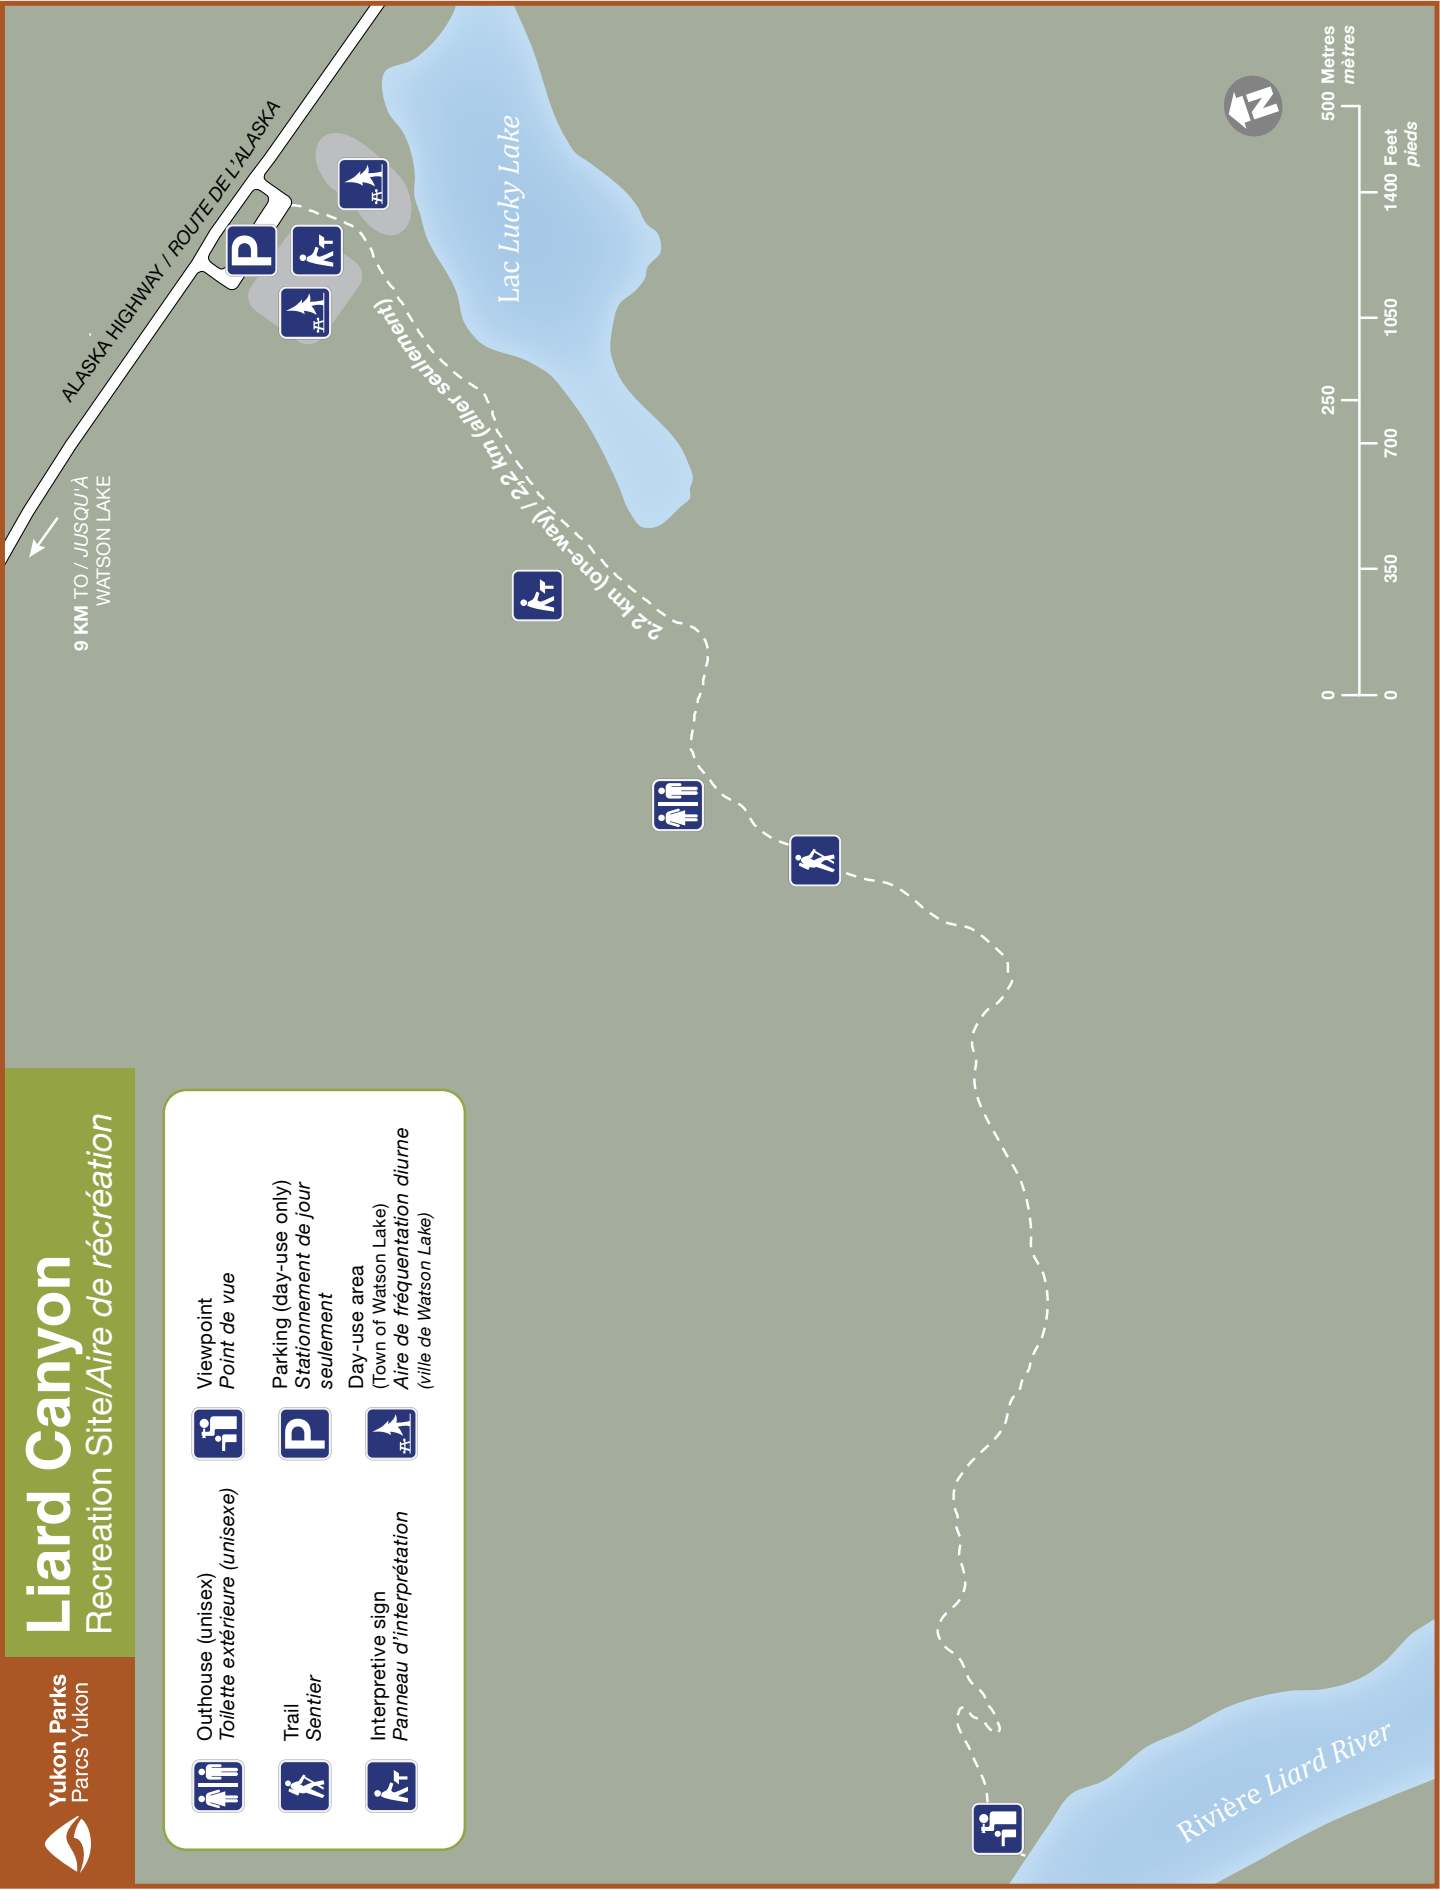 Yukon Parks
Parcs Yukon
Liard Canyon
Recreation Site/Aire de récréation
Outhouse (unisex)
Toilette extérieure (unisexe)
Trail
Sentier
Interpretive sign
Panneau d'interprétation
Viewpoint
Point de vue
Parking (day-use only)
Stationnement de jour
seulement
Day-use area
(Town of Watson Lake)
Aire de fréquentation diurne
(ville de Watson Lake)
9 KM TO / JUSQU'À
WATSON LAKE
ALASKA HIGHWAY / ROUTE DE L'ALASKA
P
P
2.2 km (one-way) / 2,2 km (aller seulement)
Lac Lucky Lake
Rivière Liard River
N
0 250 500 Metres
mètres
0 350 700 1050 1400 Feet
pieds